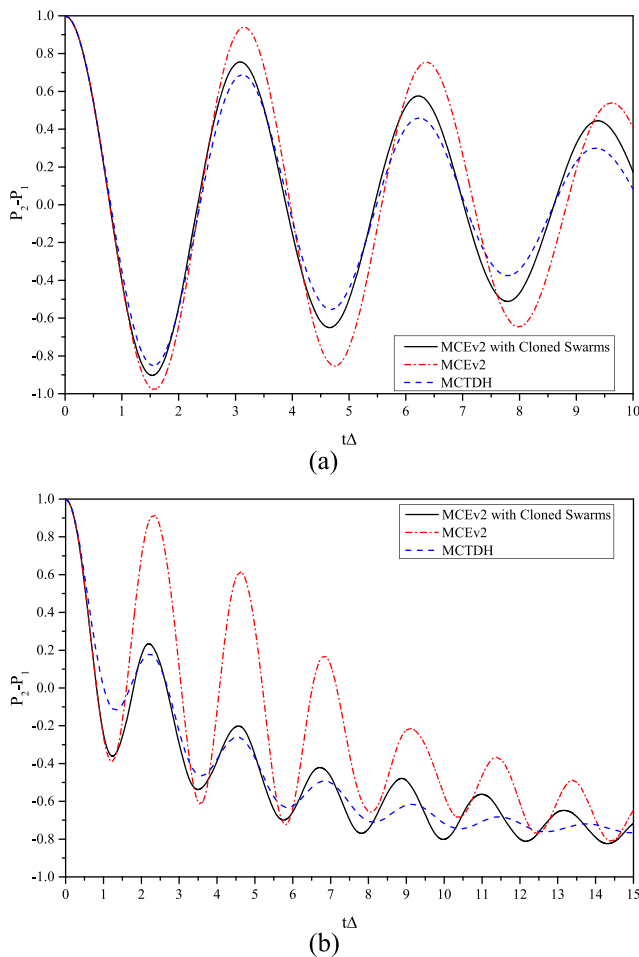 1.0
0.8
0.6
0.4
0.2
0.0
-0.2
-0.4
-0.6
-0.8
-1.0
P₂-P₁
MCEv2 with Cloned Swarms
MCEv2
MCTDH
0 1 2 3 4 5 6 7 8 9 10
tΔ
(a)
1.0
0.8
0.6
0.4
0.2
0.0
-0.2
-0.4
-0.6
-0.8
-1.0
P₂-P₁
MCEv2 with Cloned Swarms
MCEv2
MCTDH
0 1 2 3 4 5 6 7 8 9 10 11 12 13 14 15
tΔ
(b)